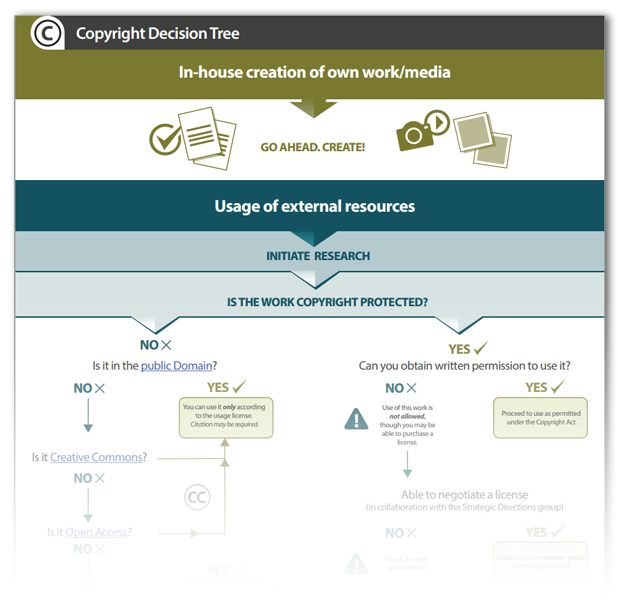 © Copyright Decision Tree
In-house creation of own work/media
GO AHEAD. CREATE!
Usage of external resources
INITIATE RESEARCH
IS THE WORK COPYRIGHT PROTECTED?
NO
Is it in the public Domain?
NO
YES
You can use it only according
to the usage license.
Citation may be required.
Is it Creative Commons?
NO
CC
Is it Open Access?
NO
YES
YES
Can you obtain written permission to use it?
NO
YES
Use of this work is
not allowed,
though you may be
able to purchase a
license.
Proceed to use as permitted
under the Copyright Act.
Able to negotiate a license
(in collaboration with the Strategic Directions group)
NO
YES
Use of the work
not possible.